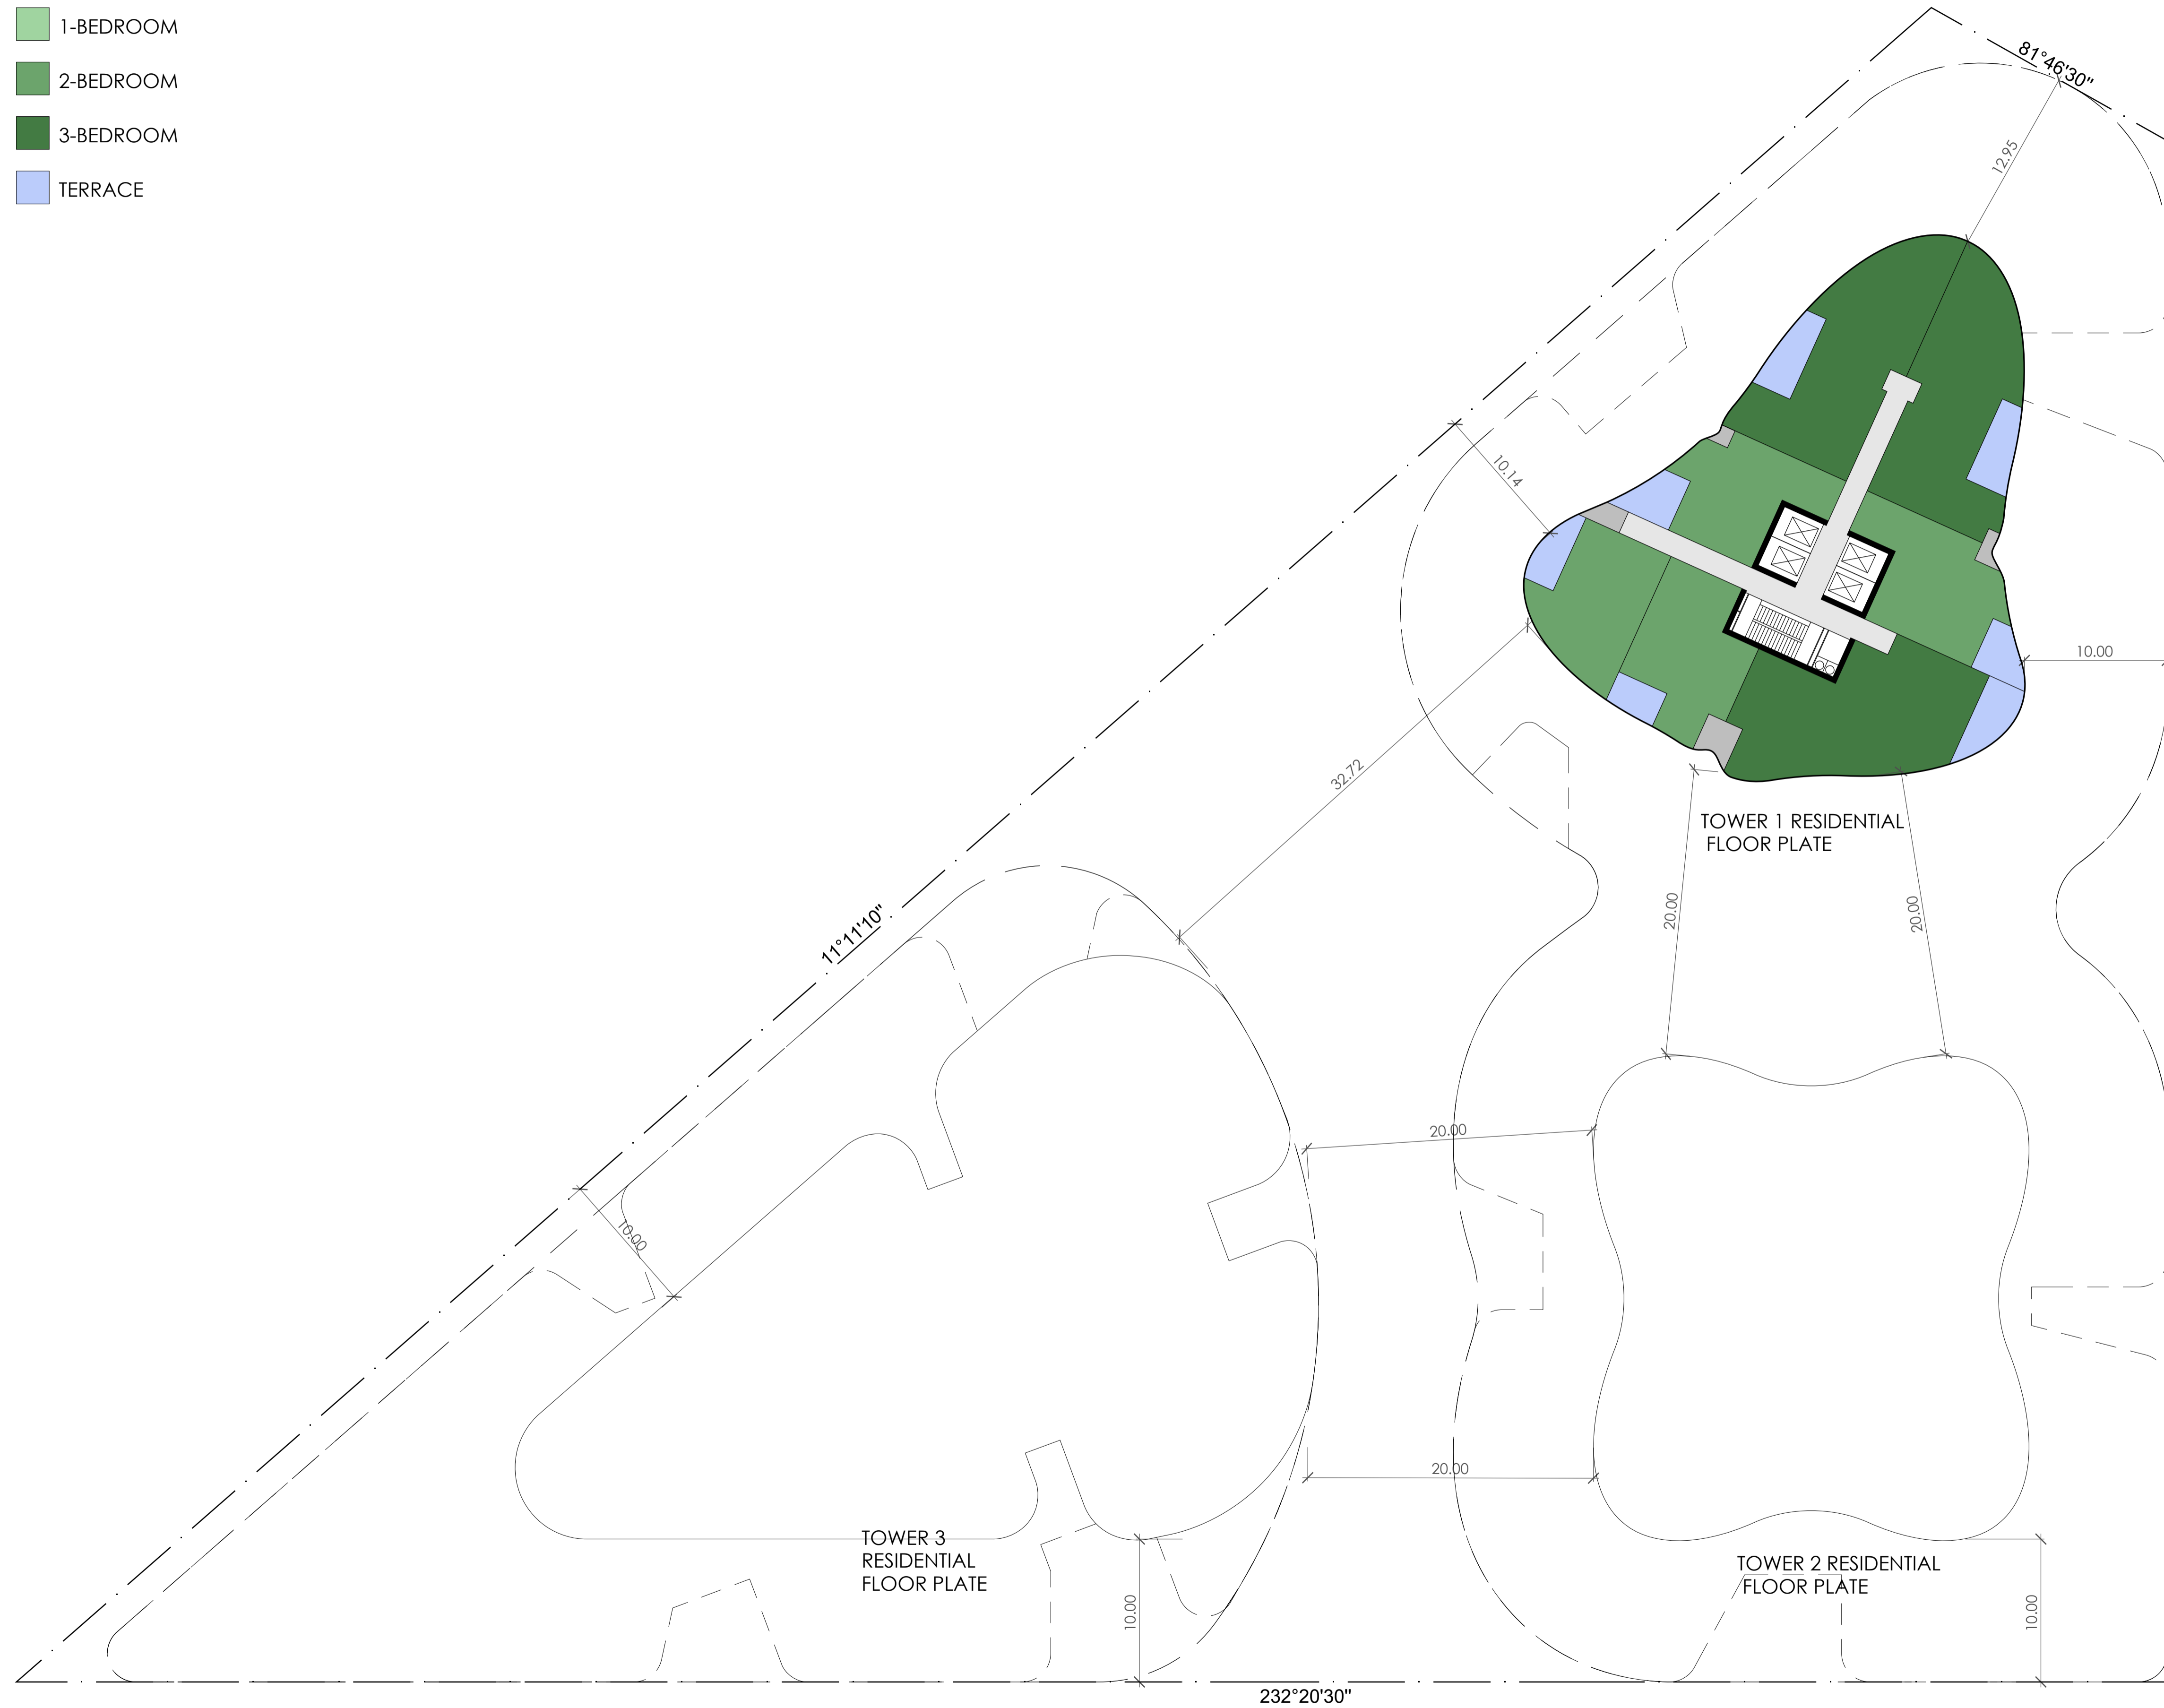 1-BEDROOM
2-BEDROOM
3-BEDROOM
TERRACE
81°46'30"
12.95
10.14
10.00
32.72
TOWER 1 RESIDENTIAL
FLOOR PLATE
20.00
20.00
11°11'10"
20.00
10.00
20.00
TOWER 3
RESIDENTIAL
FLOOR PLATE
TOWER 2 RESIDENTIAL
FLOOR PLATE
10.00
10.00
232°20'30"